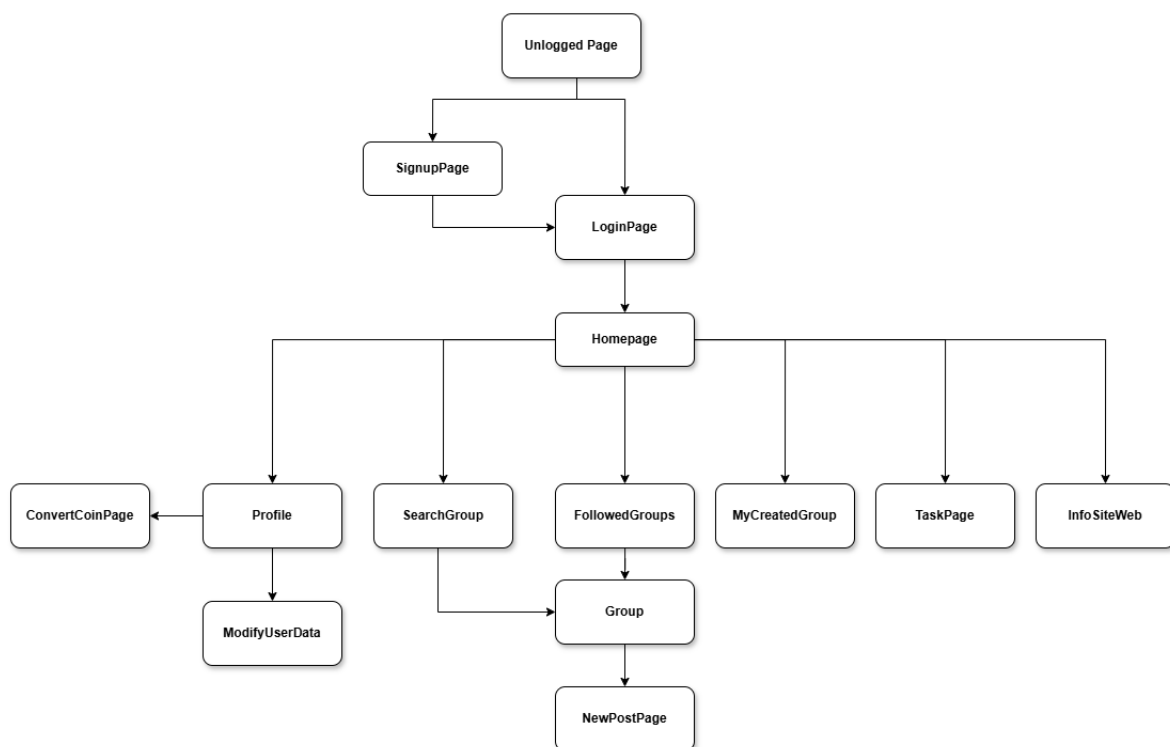 Unlogged Page
SignupPage
LoginPage
Homepage
ConvertCoinPage
Profile
SearchGroup
FollowedGroups
MyCreatedGroup
TaskPage
InfoSiteWeb
Group
ModifyUserData
NewPostPage